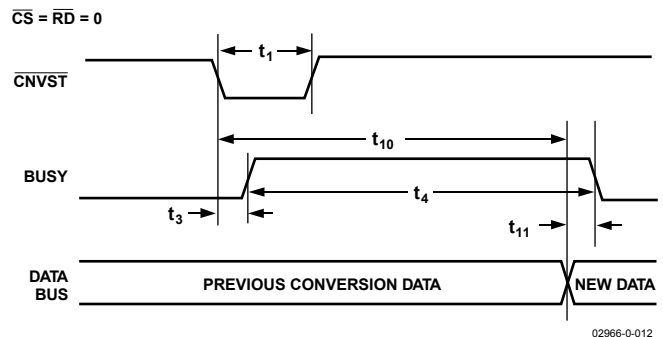 CS = RD = 0
t1
CNVST
t10
BUSY
t4
t3
t11
DATA
BUS
PREVIOUS CONVERSION DATA
NEW DATA
02966-0-012